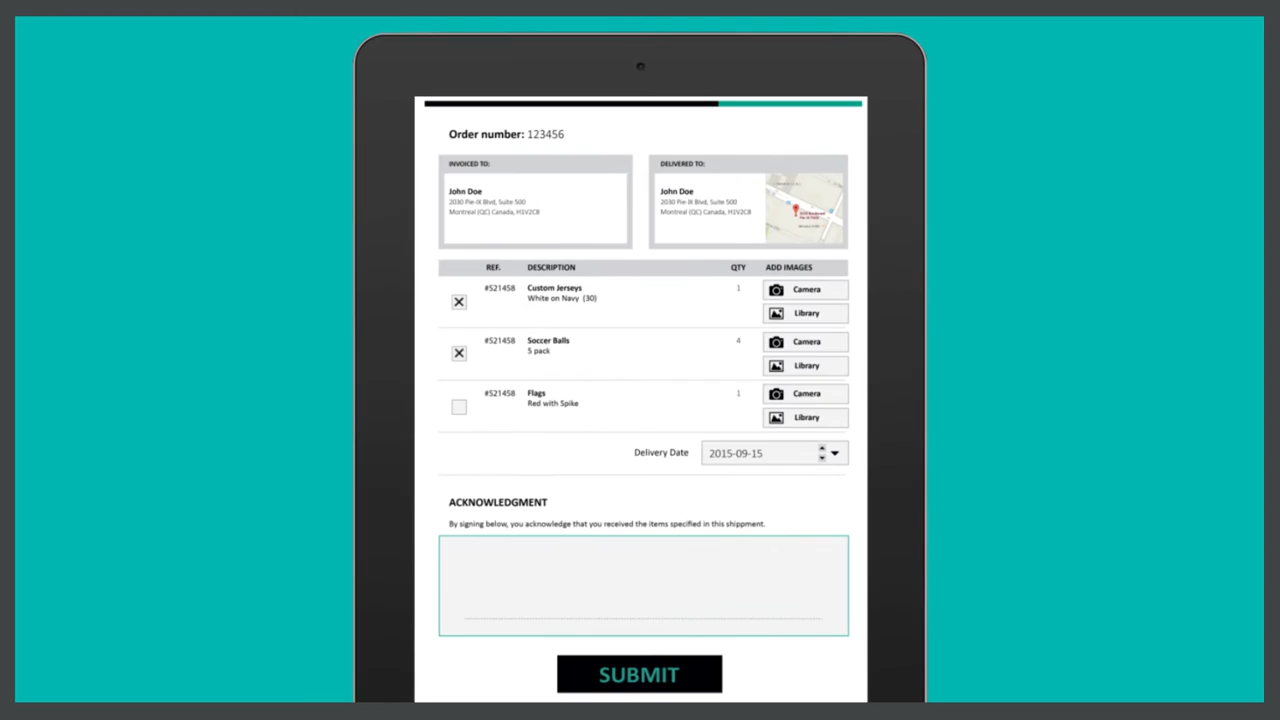 Order number: 123456
INVOICED TO:
John Doe
2030 Pie-IX Blvd, Suite 500
Montreal (QC) Canada, H1V2C8
DELIVERED TO:
John Doe
2030 Pie-IX Blvd, Suite 500
Montreal (QC) Canada, H1V2C8
REF. DESCRIPTION QTY ADD IMAGES
#521458 Custom Jerseys 1 Camera
White on Navy (30)
Library
#521458 Soccer Balls 4 Camera
5 pack
Library
#521458 Flags 1 Camera
Red with Spike
Library
Delivery Date 2015-09-15
ACKNOWLEDGMENT
By signing below, you acknowledge that you received the items specified in this shippment.
SUBMIT